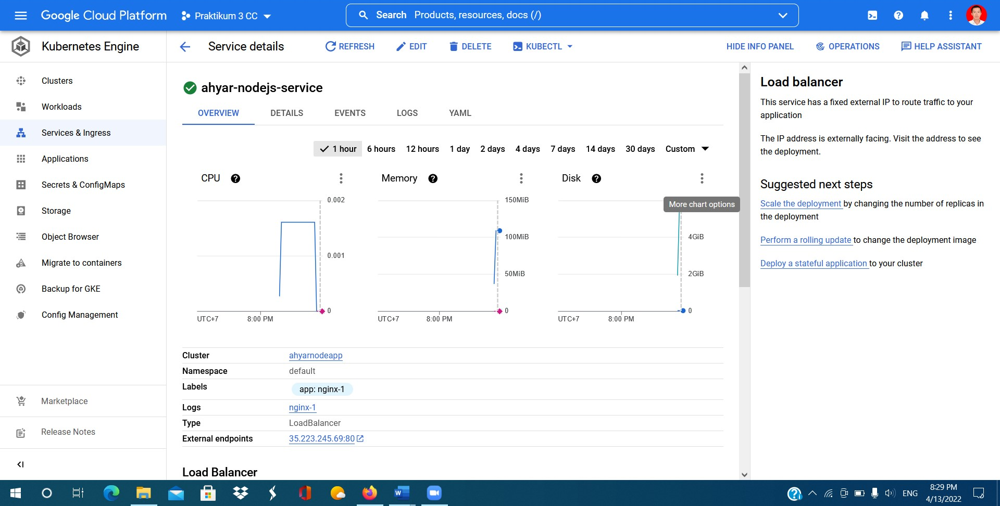 Google Cloud Platform
Praktikum 3 CC
Search Products, resources, docs (/)
Kubernetes Engine
Service details
REFRESH
EDIT
DELETE
KUBECTL
HIDE INFO PANEL
OPERATIONS
HELP ASSISTANT
Clusters
Workloads
Services & Ingress
Applications
Secrets & ConfigMaps
Storage
Object Browser
Migrate to containers
Backup for GKE
Config Management
Marketplace
Release Notes
ahyar-nodejs-service
OVERVIEW
DETAILS
EVENTS
LOGS
YAML
1 hour
6 hours
12 hours
1 day
2 days
4 days
7 days
14 days
30 days
Custom
CPU
0.002
0.001
0
UTC+7
8:00 PM
Memory
150MiB
100MiB
50MiB
0
UTC+7
8:00 PM
Disk
More chart options
4GiB
2GiB
0
UTC+7
8:00 PM
Cluster ahyarnodeapp
Namespace default
Labels app: nginx-1
Logs nginx-1
Type LoadBalancer
External endpoints 35.223.245.69:80
Load Balancer
Load balancer
This service has a fixed external IP to route traffic to your
application
The IP address is externally facing. Visit the address to see
the deployment.
Suggested next steps
Scale the deployment by changing the number of replicas in
the deployment
Perform a rolling update to change the deployment image
Deploy a stateful application to your cluster
ENG
8:29 PM
4/13/2022